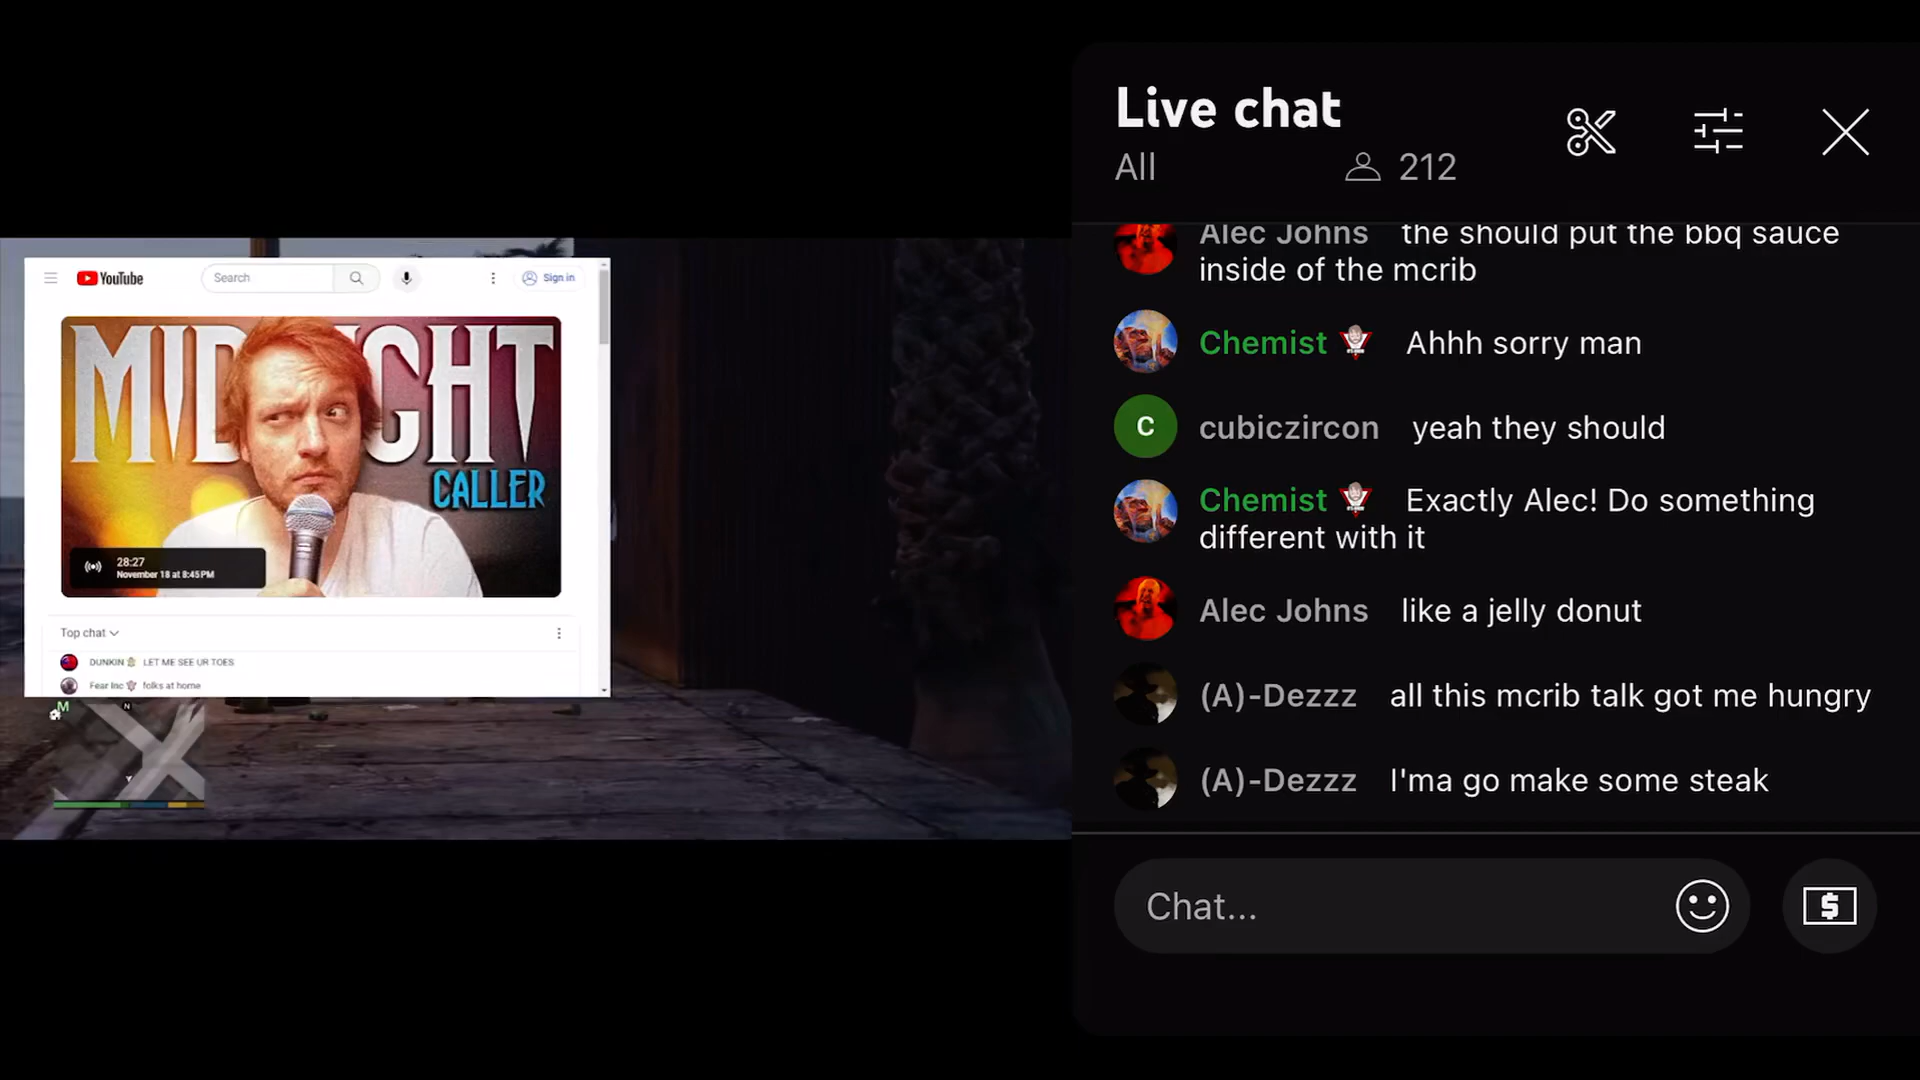 Live chat
All
212
Alec Johns the should put the bbq sauce
inside of the mcrib
Chemist Ahhh sorry man
C
cubiczircon yeah they should
Chemist Exactly Alec! Do something
different with it
Alec Johns like a jelly donut
(A)-Dezzz all this mcrib talk got me hungry
(A)-Dezzz I'ma go make some steak
Chat...
$
YouTube
Search
Sign in
MIDNIGHT
CALLER
28:27
November 18 at 8:45 PM
Top chat
DUNKIN LET ME SEE UR TOES
Fear Inc folks at home
M
N